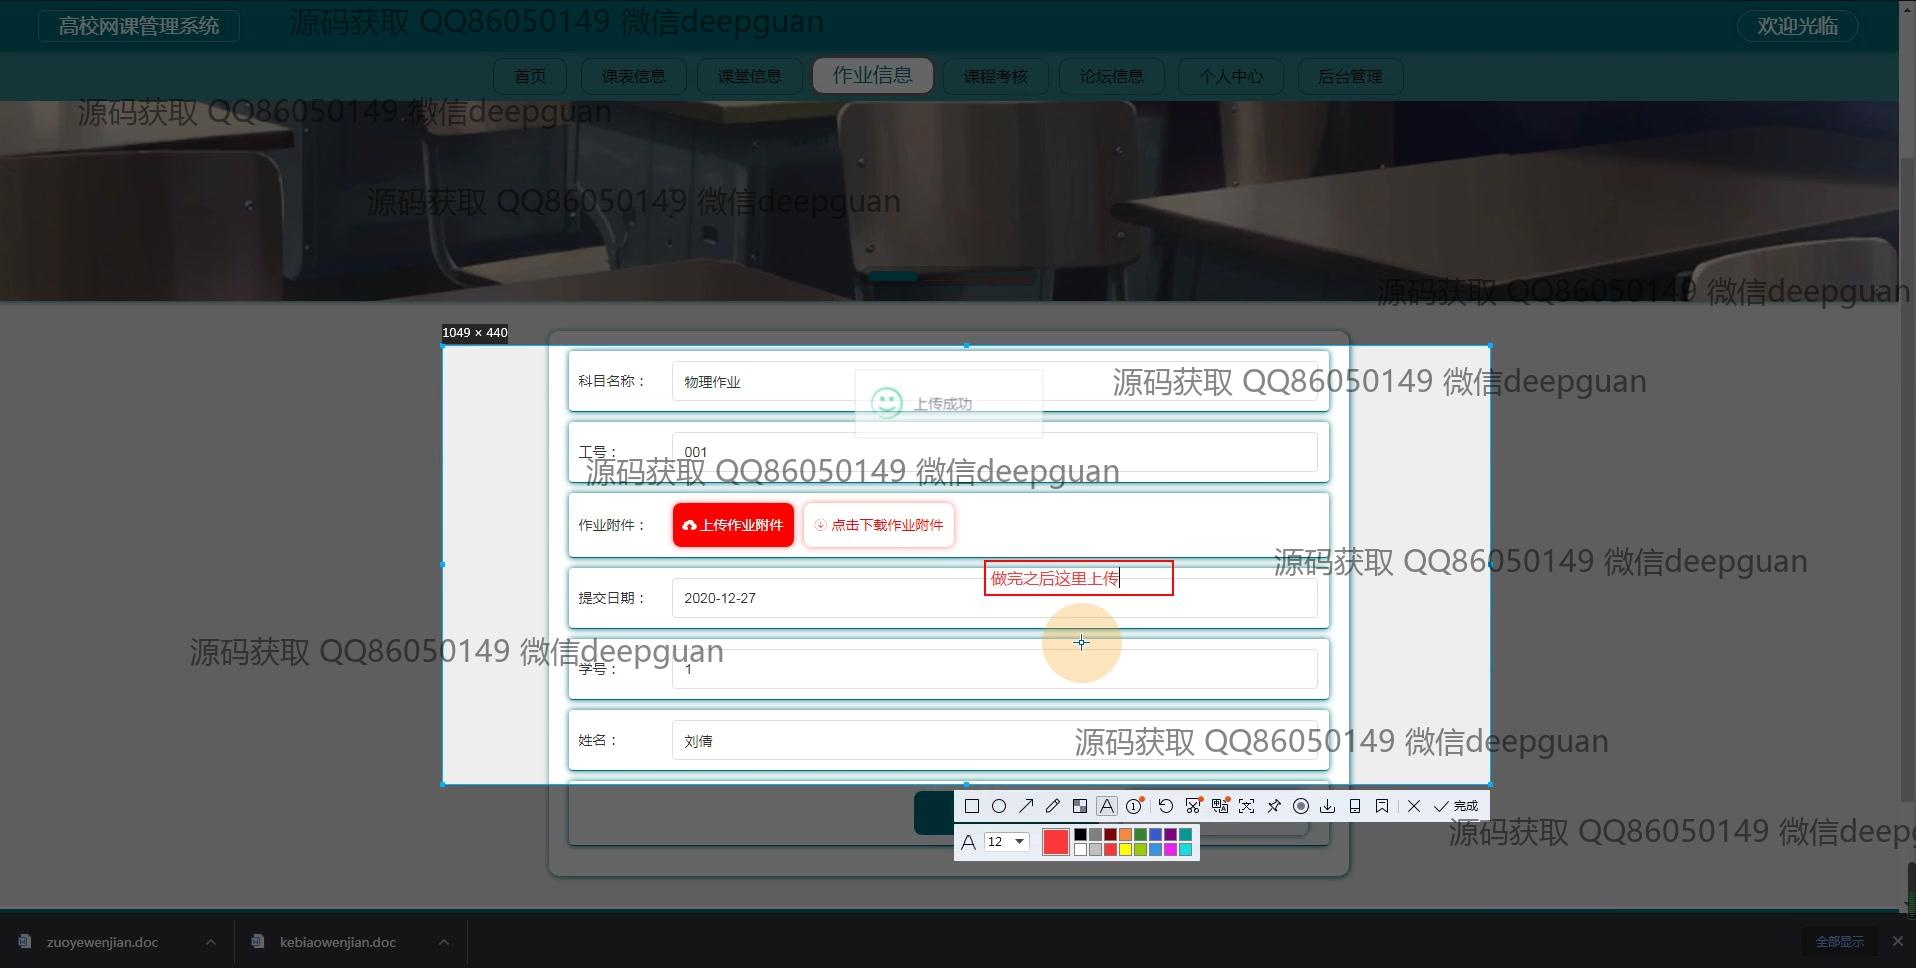 高校网课管理系统
源码获取 QQ86050149 微信deepguan
欢迎光临
首页
课表信息
课堂信息
作业信息
课程考核
论坛信息
个人中心
后台管理
源码获取 QQ86050149 微信deepguan
源码获取 QQ86050149 微信deepguan
源码获取 QQ86050149 微信deepguan
1049 × 440
科目名称：
物理作业
上传成功
源码获取 QQ86050149 微信deepguan
工号：
001
源码获取 QQ86050149 微信deepguan
作业附件：
上传作业附件
点击下载作业附件
源码获取 QQ86050149 微信deepguan
做完之后这里上传
提交日期：
2020-12-27
源码获取 QQ86050149 微信deepguan
学号：
1
姓名：
刘倩
源码获取 QQ86050149 微信deepguan
完成
源码获取 QQ86050149 微信deep
A 12
zuoyewenjian.doc
kebiaowenjian.doc
全部显示